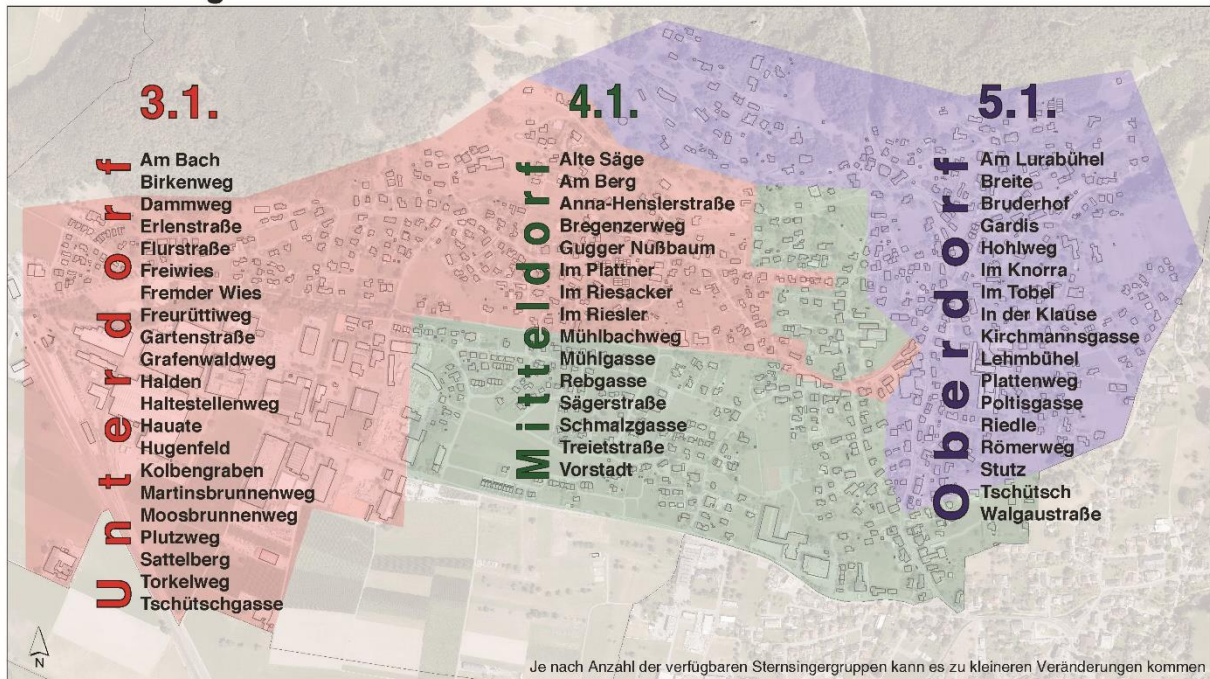 3.1.
Unterdorf
Am Bach
Birkenweg
Dammweg
Erlenstraße
Flurstraße
Freiwies
Fremder Wies
Freurüttiweg
Gartenstraße
Grafenwaldweg
Halden
Haltestellenweg
Hauate
Hugenfeld
Kolbengraben
Martinsbrunnenweg
Moosbrunnenweg
Plutzweg
Sattelberg
Torkelweg
Tschütschgasse
4.1.
Mitteldorf
Alte Säge
Am Berg
Anna-Henslerstraße
Bregenzerweg
Gugger Nußbaum
Im Plattner
Im Riesacker
Im Riesler
Mühlbachweg
Mühlgasse
Rebgasse
Sägerstraße
Schmalzgasse
Treietstraße
Vorstadt
5.1.
Oberdorf
Am Lurabühel
Breite
Bruderhof
Gardis
Hohlweg
Im Knorra
Im Tobel
In der Klause
Kirchmannsgasse
Lehmbühel
Plattenweg
Poltisgasse
Riedle
Römerweg
Stutz
Tschütsch
Walgaustraße
N
Je nach Anzahl der verfügbaren Sternsingergruppen kann es zu kleineren Veränderungen kommen